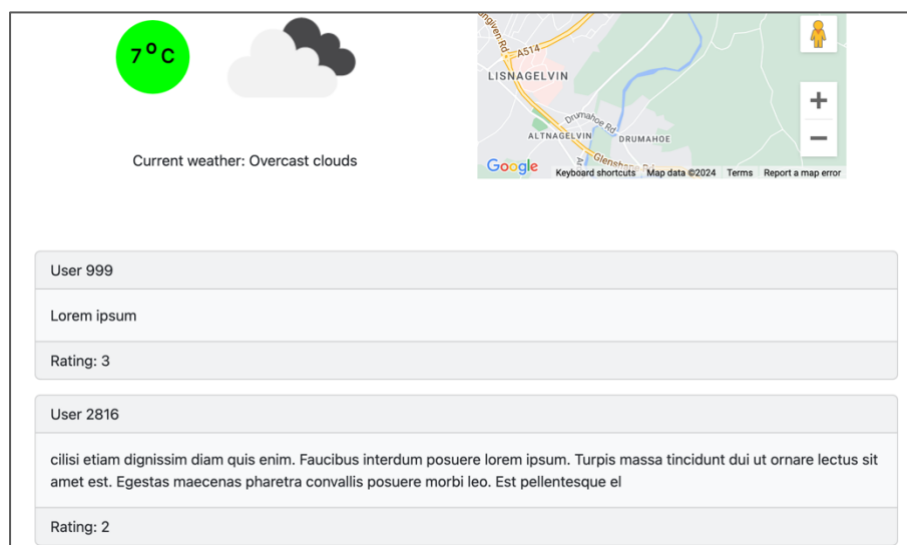 7 ° C
Current weather: Overcast clouds
A514
LISNAGELVIN
Drumahoe Rd
ALTNAGELVIN
DRUMAHOE
Google
Keyboard shortcuts Map data ©2024 Terms Report a map error
User 999
Lorem ipsum
Rating: 3
User 2816
cilisi etiam dignissim diam quis enim. Faucibus interdum posuere lorem ipsum. Turpis massa tincidunt dui ut ornare lectus sit
amet est. Egestas maecenas pharetra convallis posuere morbi leo. Est pellentesque el
Rating: 2